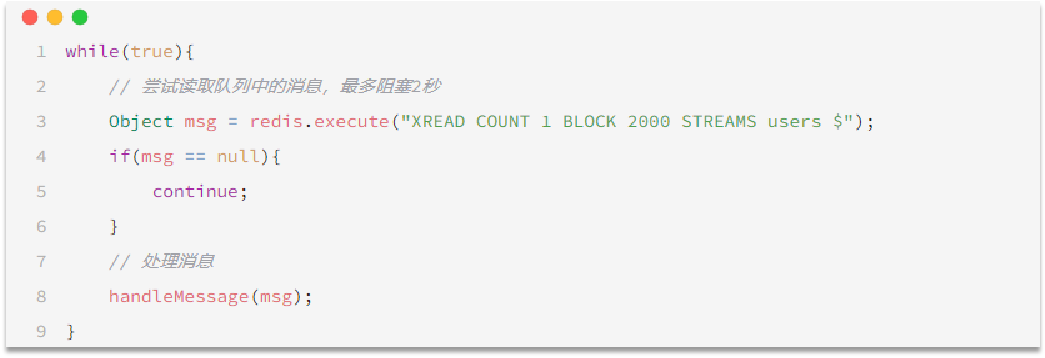 1 while(true){
2     // 尝试读取队列中的消息，最多阻塞2秒
3     Object msg = redis.execute("XREAD COUNT 1 BLOCK 2000 STREAMS users $");
4     if(msg == null){
5         continue;
6     }
7     // 处理消息
8     handleMessage(msg);
9 }